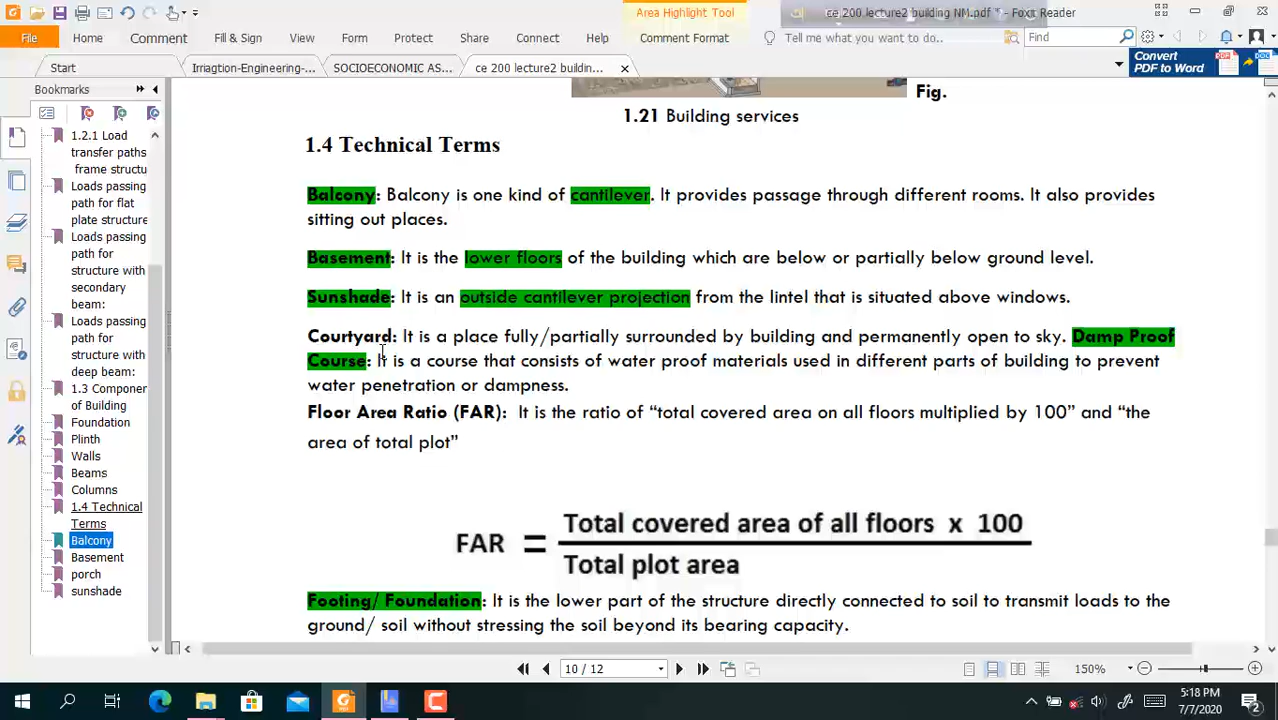 Area Highlight Tool
ce 200 lecture2 building NM.pdf * - Foxit Reader
File Home Comment Fill & Sign View Form Protect Share Connect Help Comment Format Tell me what you want to do.. Find
Start Irriagtion-Engineering-... SOCIOECONOMIC AS... ce 200 lecture2 buildin...
Convert
PDF to Word
Bookmarks
1.2.1 Load
transfer paths
frame structu
Loads passing
path for flat
plate structure
Loads passing
path for
structure with
secondary
beam:
Loads passing
path for
structure with
deep beam:
1.3 Componer
of Building
Foundation
Plinth
Walls
Beams
Columns
1.4 Technical
Terms
Balcony
Basement
porch
sunshade
Fig.
1.21 Building services
1.4 Technical Terms
Balcony: Balcony is one kind of cantilever. It provides passage through different rooms. It also provides
sitting out places.
Basement: It is the lower floors of the building which are below or partially below ground level.
Sunshade: It is an outside cantilever projection from the lintel that is situated above windows.
Courtyard: It is a place fully/partially surrounded by building and permanently open to sky. Damp Proof
Course: It is a course that consists of water proof materials used in different parts of building to prevent
water penetration or dampness.
Floor Area Ratio (FAR): It is the ratio of “total covered area on all floors multiplied by 100” and “the
area of total plot”
FAR = Total covered area of all floors x 100
Total plot area
Footing/ Foundation: It is the lower part of the structure directly connected to soil to transmit loads to the
ground/ soil without stressing the soil beyond its bearing capacity.
10 / 12
150%
5:18 PM
7/7/2020
2